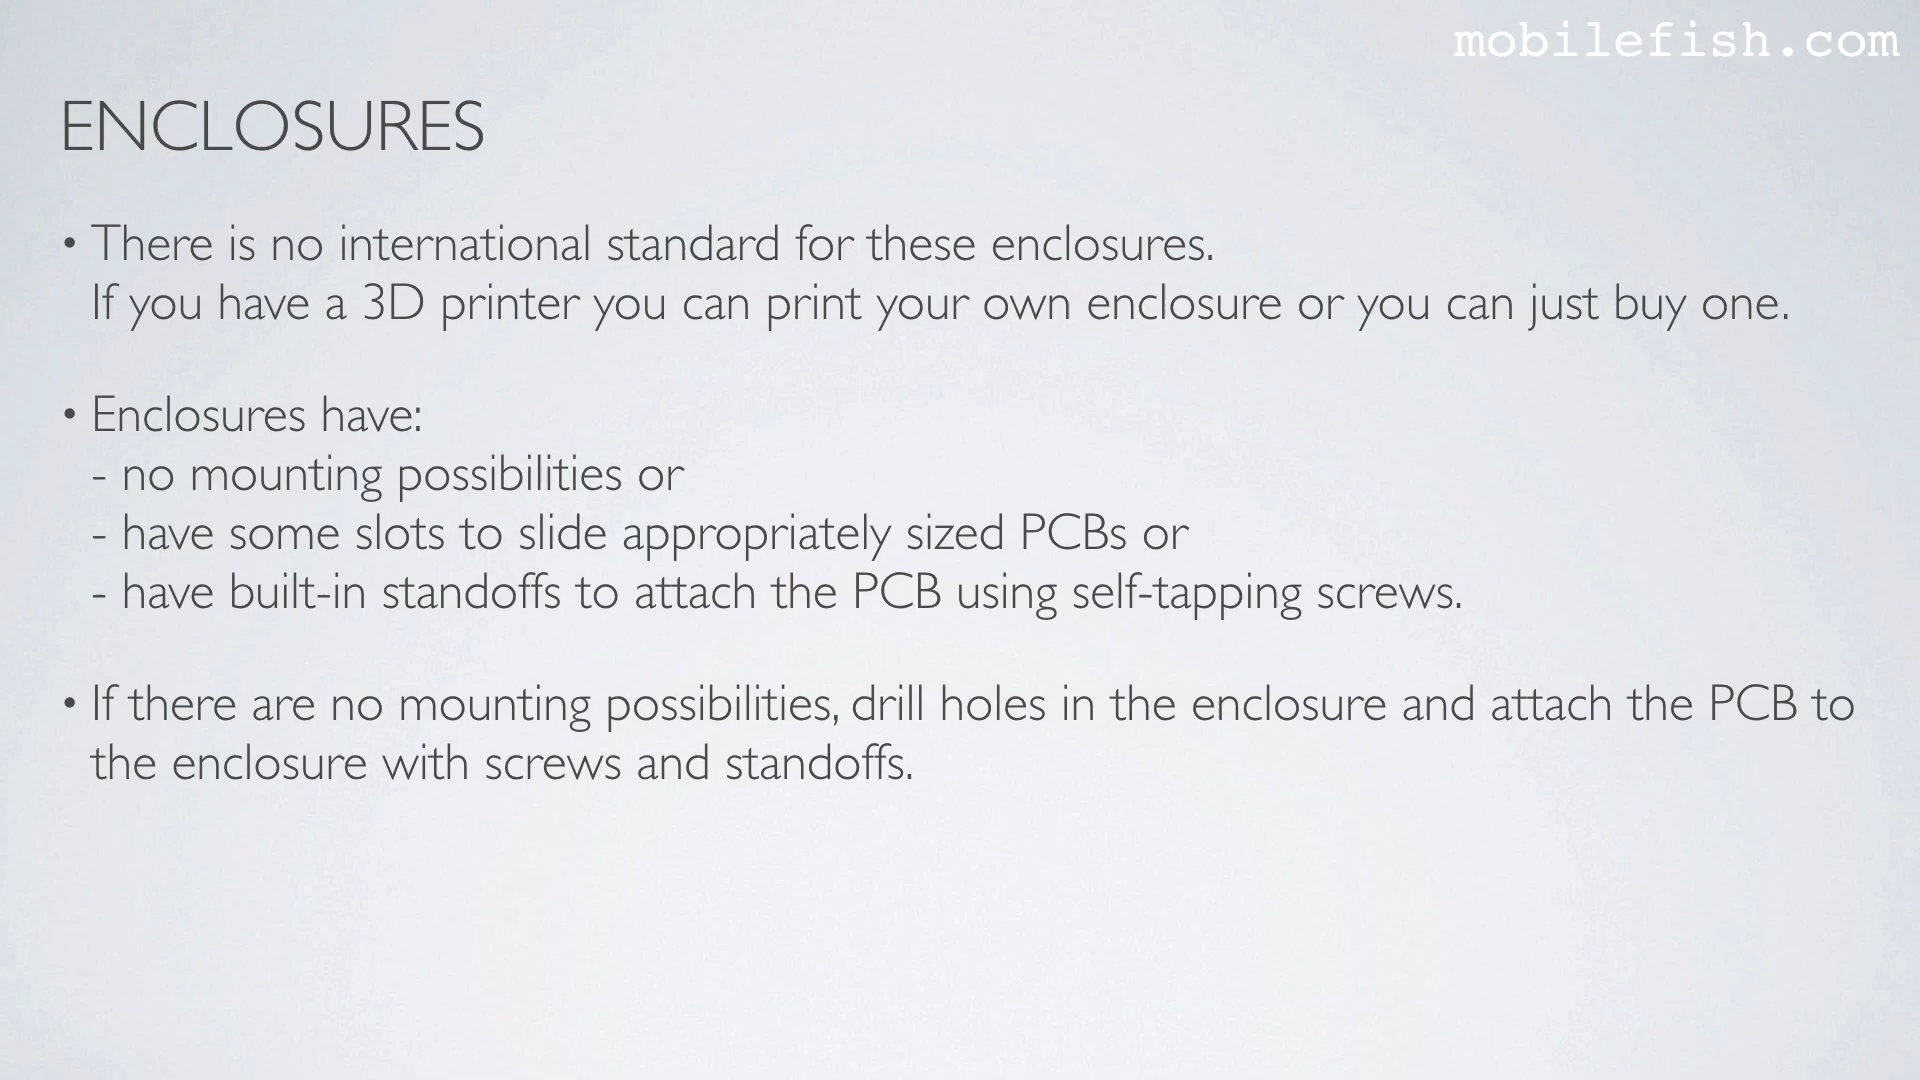 mobilefish.com
ENCLOSURES
• There is no international standard for these enclosures.
If you have a 3D printer you can print your own enclosure or you can just buy one.
• Enclosures have:
- no mounting possibilities or
- have some slots to slide appropriately sized PCBs or
- have built-in standoffs to attach the PCB using self-tapping screws.
• If there are no mounting possibilities, drill holes in the enclosure and attach the PCB to
the enclosure with screws and standoffs.